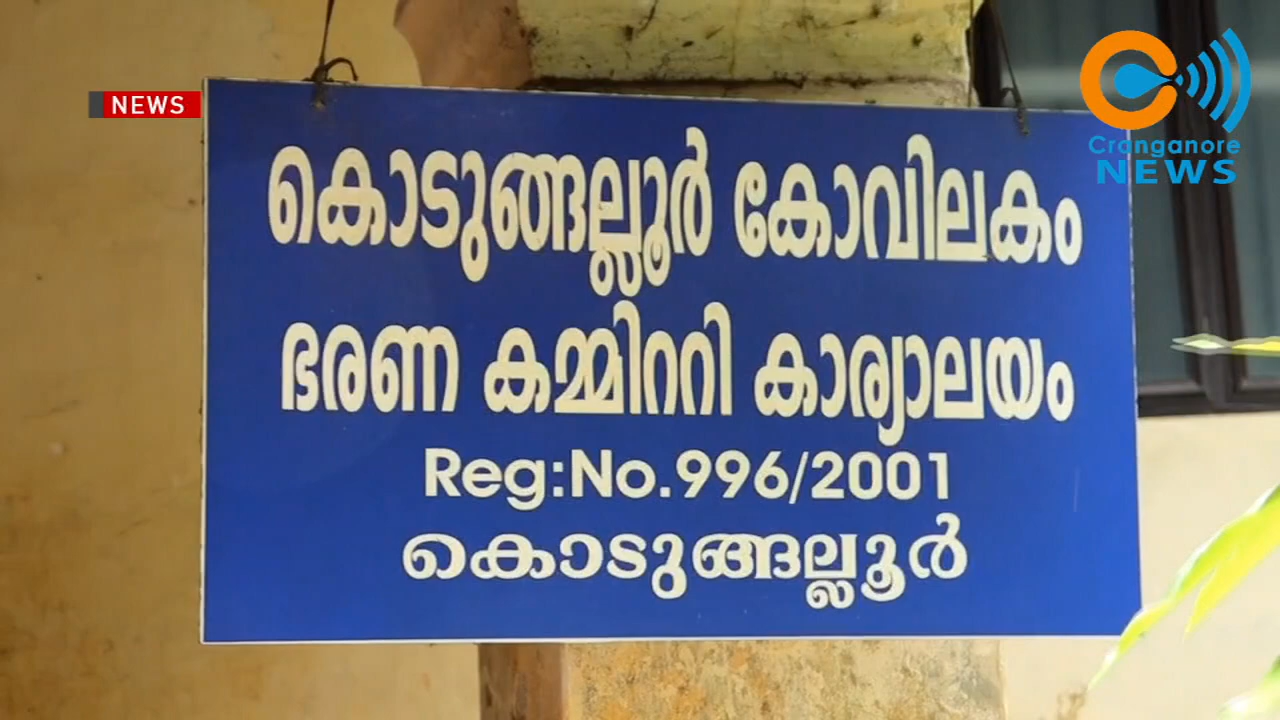 NEWS
Cranganore
NEWS
കൊടുങ്ങല്ലൂർ കോവിലകം
ഭരണ കമ്മിററി കാര്യാലയം
Reg:No.996/2001
കൊടുങ്ങല്ലൂർ